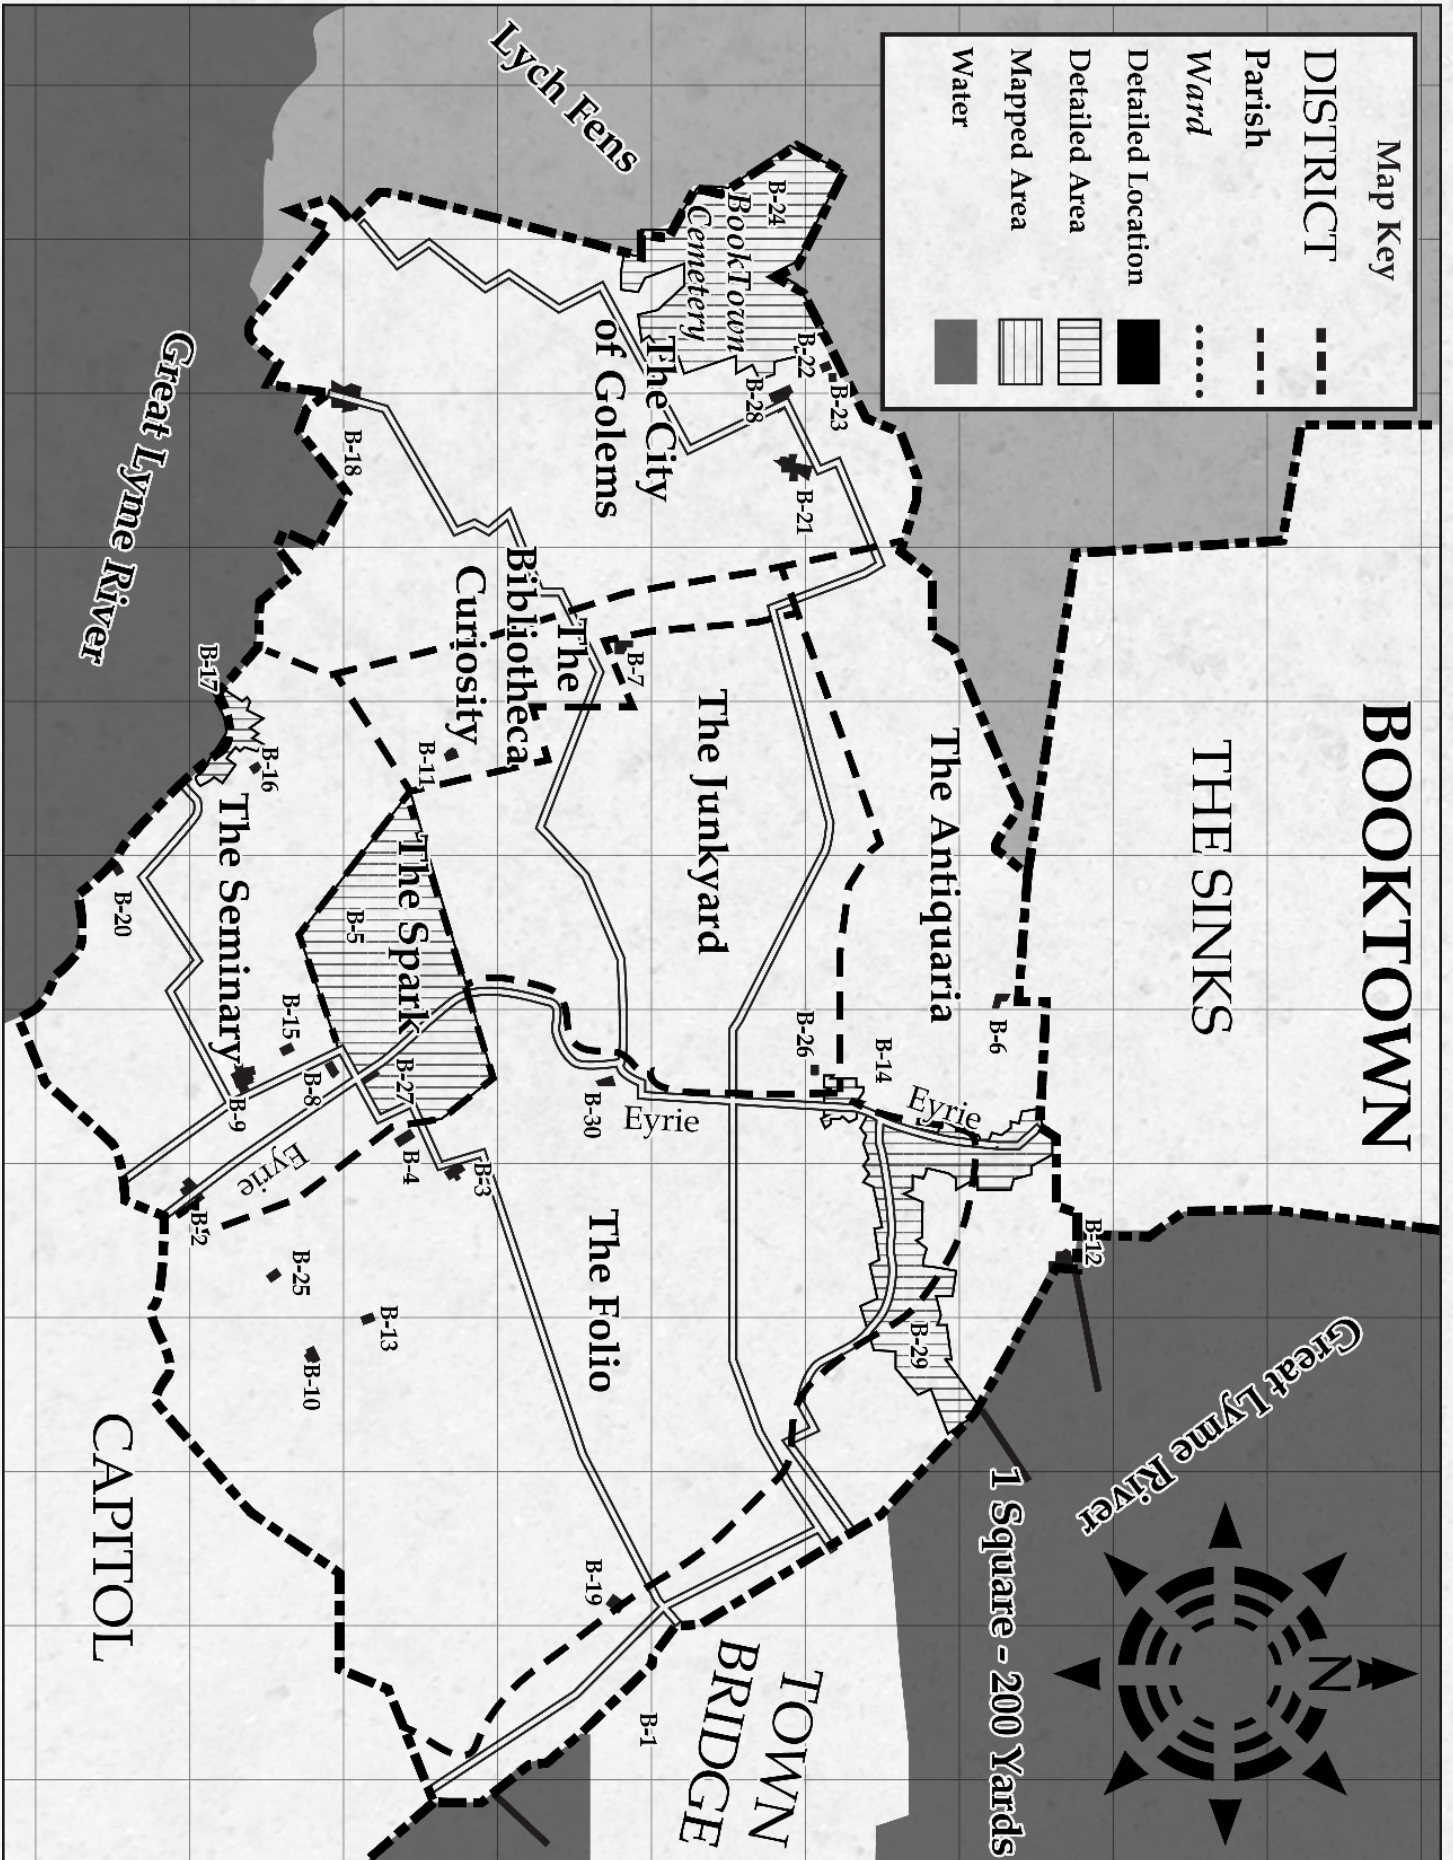 BOOKTOWN
Map Key
DISTRICT
Parish
Ward
Detailed Location
Detailed Area
Mapped Area
Water
THE SINKS
Great Lyme River
N
1 Square - 200 Yards
Lych Fens
B-24
BookTown
Cemetery
B-22
B-23
B-28
B-21
The City
of Golems
B-18
The
Bibliotheca
Curiosity
B-7
B-11
The Junkyard
The Antiquaria
B-6
B-26
B-14
Eyrie
B-12
B-29
Eyrie
B-30
The Spark
B-5
B-27
B-4
B-3
The Folio
B-17
B-16
The Seminary
B-20
B-15
B-8
B-9
Eyrie
B-2
B-25
B-13
B-10
B-19
B-1
TOWN
BRIDGE
CAPITOL
Great Lyme River